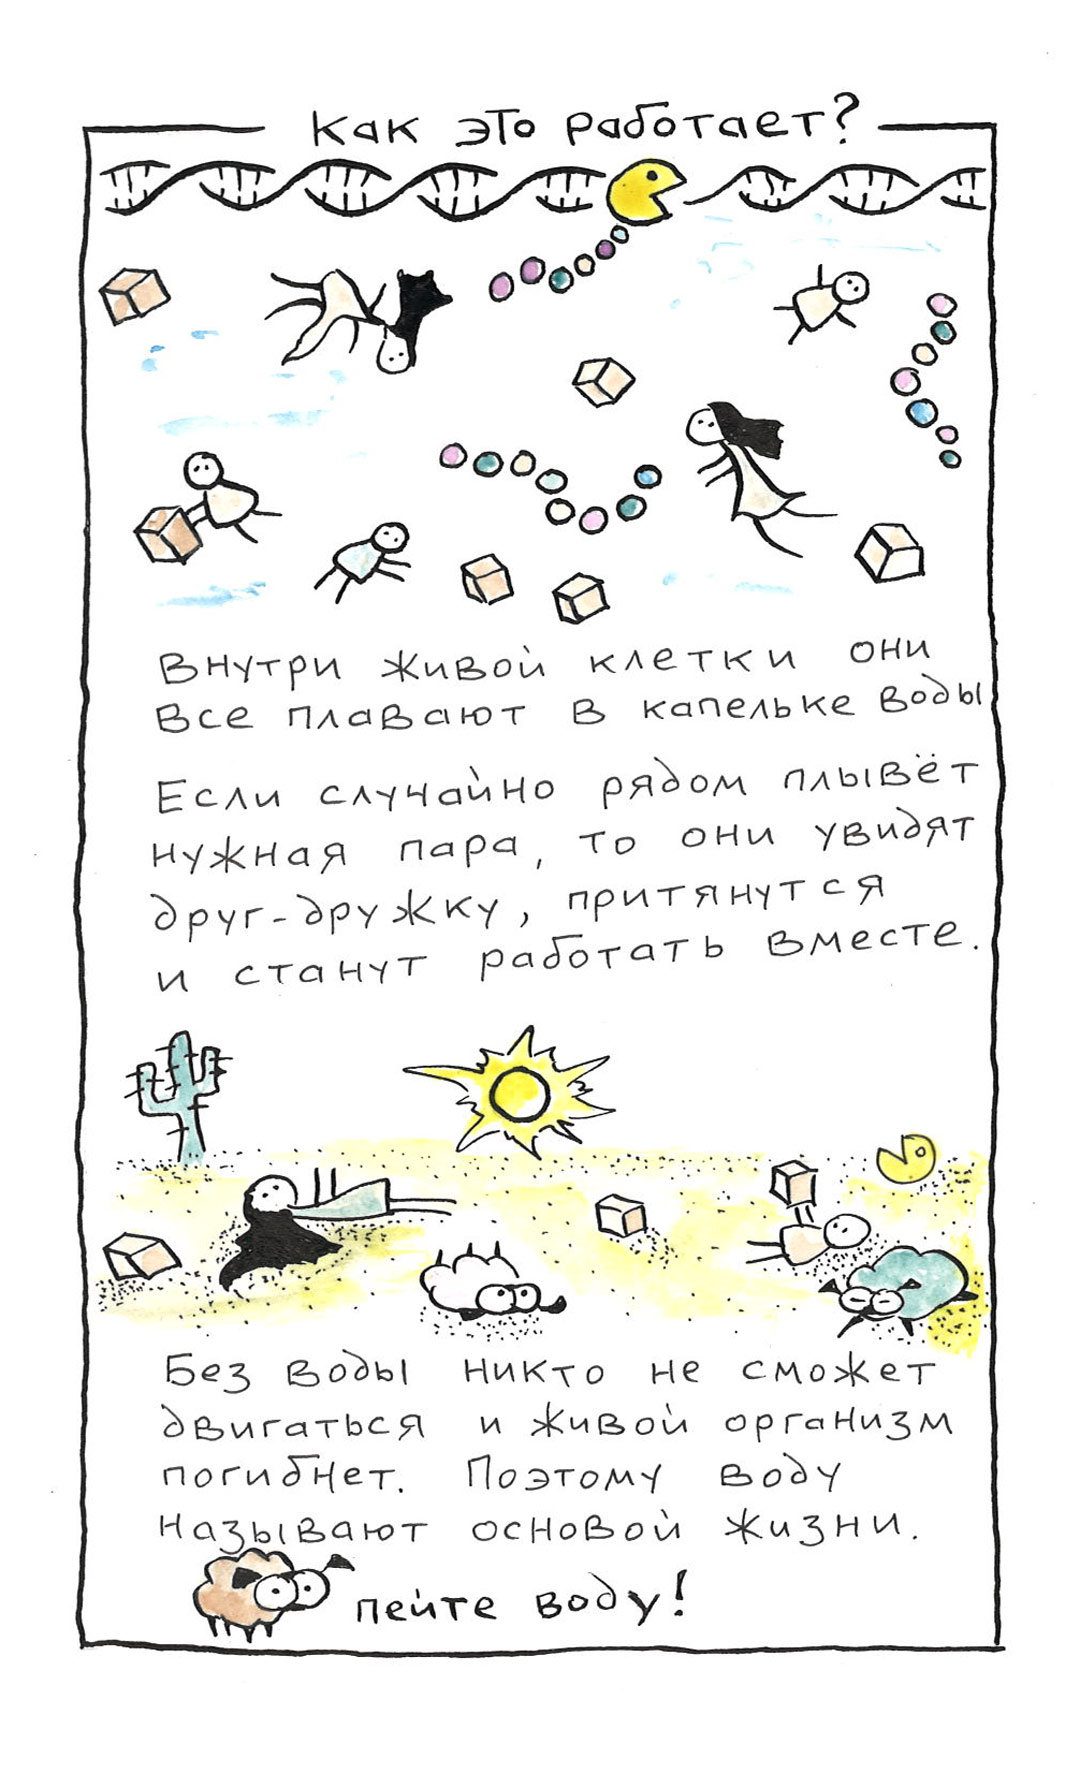 Как это работает?
Внутри живой клетки они
все плавают в капельке воды
Если случайно рядом плывёт
нужная пара, то они увидят
друг-дружку, притянутся
и станут работать вместе.
Без воды никто не сможет
двигаться и живой организм
погибнет. Поэтому воду
называют основой жизни.
пейте воду!